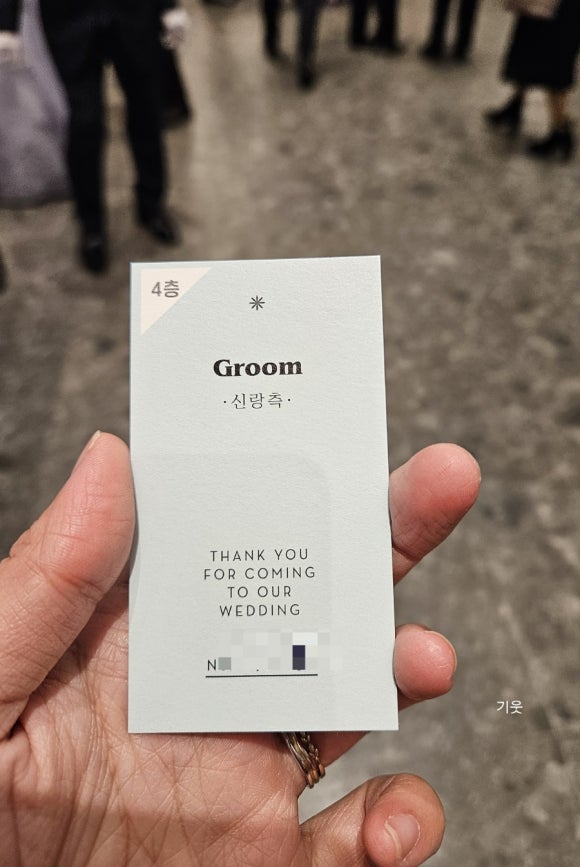 4층
Groom
·신랑측·
THANK YOU
FOR COMING
TO OUR
WEDDING
기웃